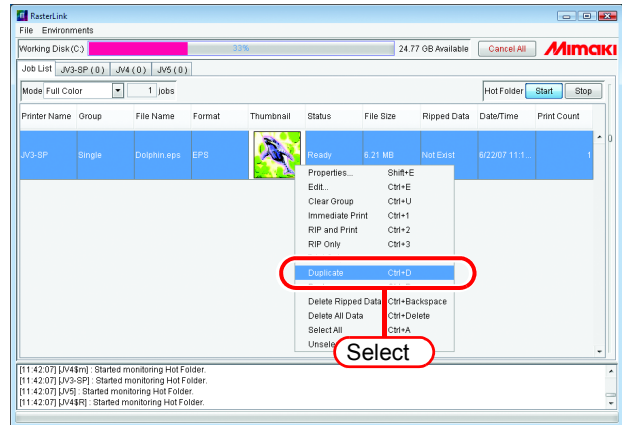 RasterLink
File Environments
Working Disk (C:) 33% 24.77 GB Available Cancel All Mimaki
Job List JV3-SP ( 0 ) JV4 ( 0 ) JV5 ( 0 )
Mode Full Color 1 jobs Hot Folder Start Stop
Printer Name Group File Name Format Thumbnail Status File Size Ripped Data Date/Time Print Count
JV3-SP Single Dolphin.eps EPS Ready 6.21 MB Not Exist 6/22/07 11:1... 1
Properties... Shift+E
Edit... Ctrl+E
Clear Group Ctrl+U
Immediate Print Ctrl+1
RIP and Print Ctrl+2
RIP Only Ctrl+3
Duplicate Ctrl+D
Delete Ripped Data Ctrl+Backspace
Delete All Data Ctrl+Delete
Select All Ctrl+A
Unsele
Select
[11:42:07] [JV4$m] : Started monitoring Hot Folder.
[11:42:07] [JV3-SP] : Started monitoring Hot Folder.
[11:42:07] [JV5] : Started monitoring Hot Folder.
[11:42:07] [JV4$R] : Started monitoring Hot Folder.